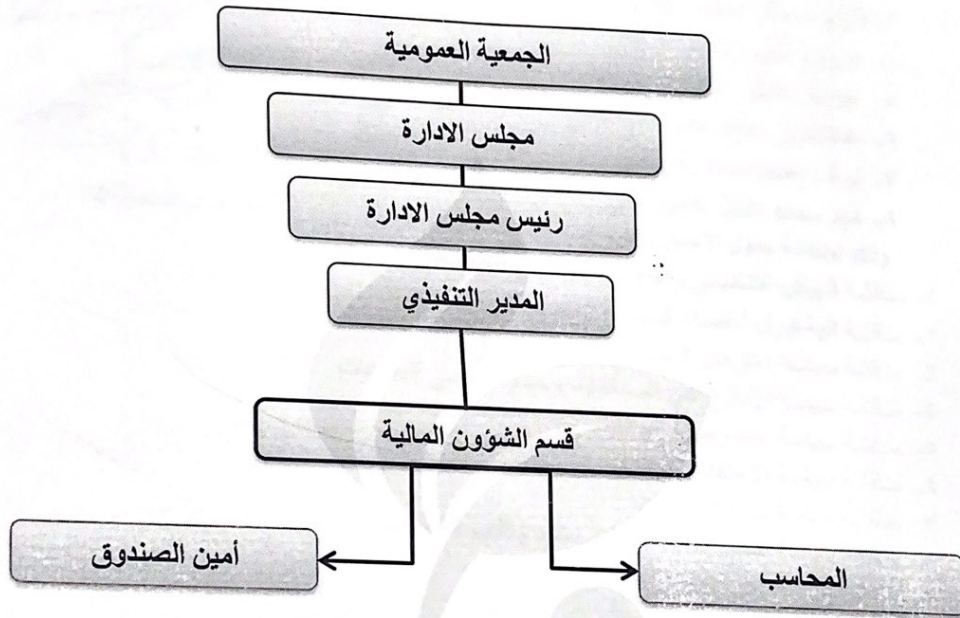 الجمعية العمومية
مجلس الادارة
رئيس مجلس الادارة
المدير التنفيذي
قسم الشؤون المالية
المحاسب
أمين الصندوق